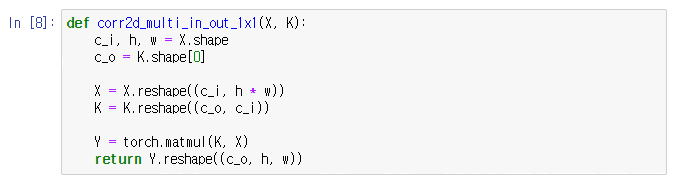 In [8]: def corr2d_multi_in_out_1x1(X, K):
    c_i, h, w = X.shape
    c_o = K.shape[0]

    X = X.reshape((c_i, h * w))
    K = K.reshape((c_o, c_i))

    Y = torch.matmul(K, X)
    return Y.reshape((c_o, h, w))